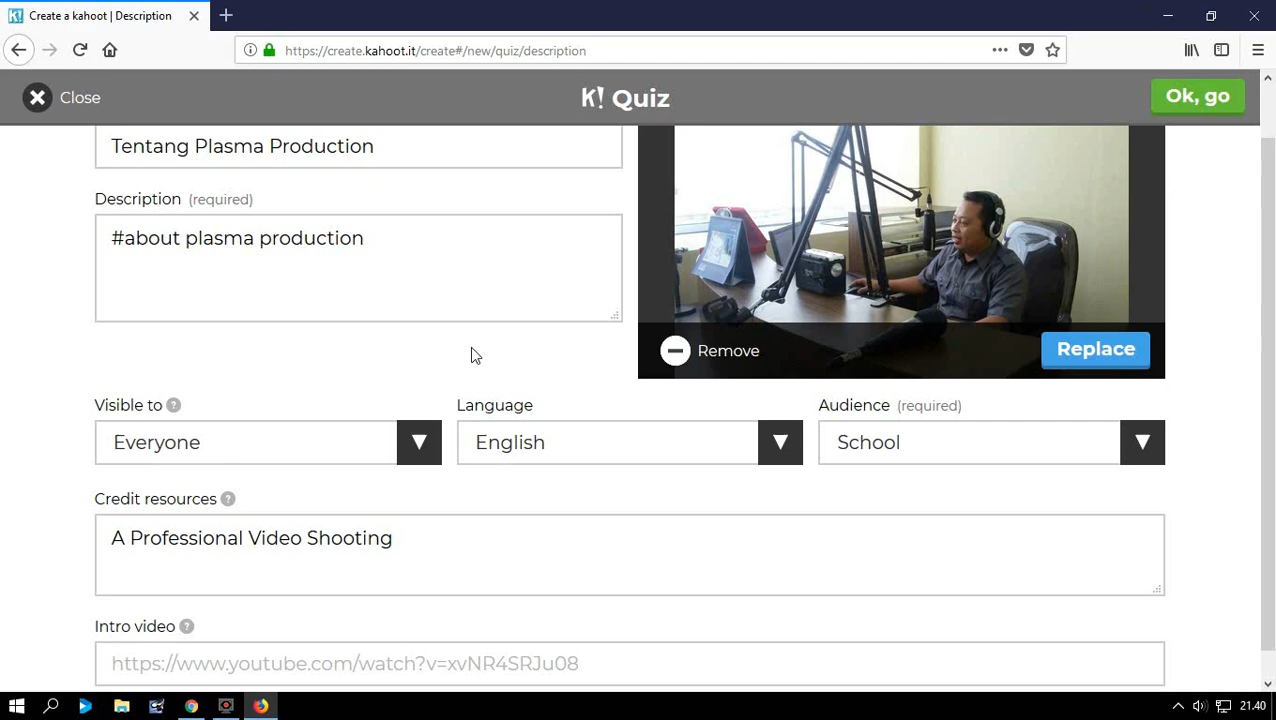 Create a kahoot | Description
https://create.kahoot.it/create#/new/quiz/description
Close
K! Quiz
Ok, go
Tentang Plasma Production
Description (required)
#about plasma production
Remove
Replace
Visible to ?
Language
Audience (required)
Everyone
English
School
Credit resources ?
A Professional Video Shooting
Intro video ?
https://www.youtube.com/watch?v=xvNR4SRJu08
21.40